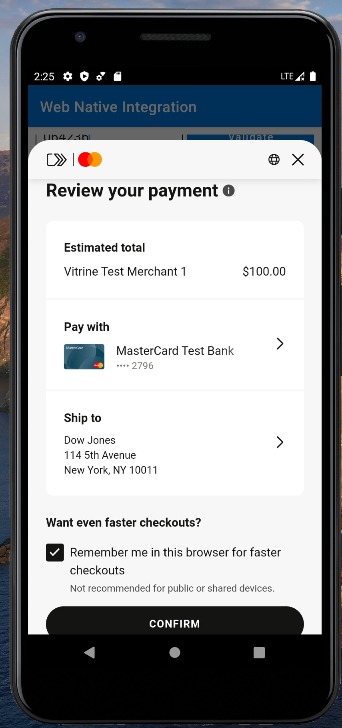 2:25
LTE
Web Native Integration
Validate
Review your payment
Estimated total
Vitrine Test Merchant 1 $100.00
Pay with
MasterCard Test Bank
•••• 2796
Ship to
Dow Jones
114 5th Avenue
New York, NY 10011
Want even faster checkouts?
Remember me in this browser for faster
checkouts
Not recommended for public or shared devices.
CONFIRM